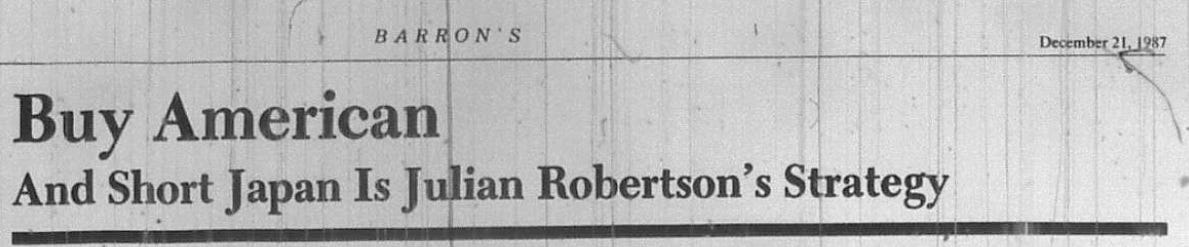 BARRON'S
December 21, 1987
Buy American
And Short Japan Is Julian Robertson's Strategy